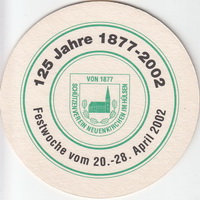 125 Jahre 1877-2002
VON 1877
SCHÜTZENVEREIN NEUENKIRCHEN IM HÜLSEN
Festwoche vom 20.-28. April 2002